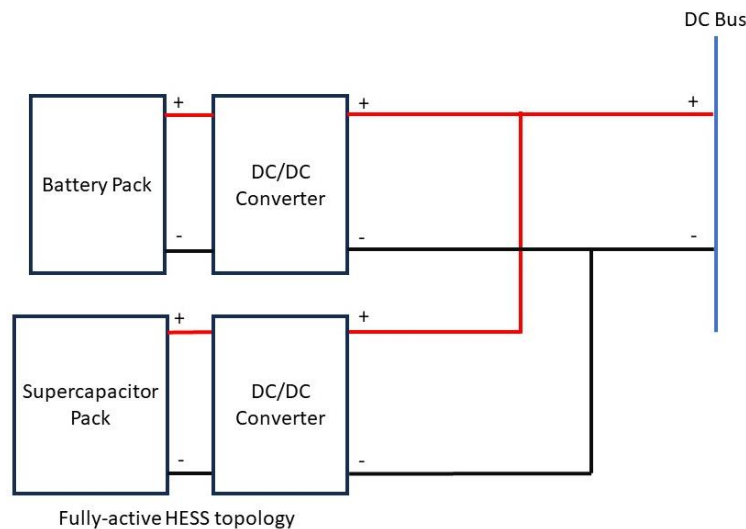 DC Bus
+
+
+
Battery Pack
DC/DC
Converter
-
-
-
+
+
Supercapacitor
Pack
DC/DC
Converter
-
-
Fully-active HESS topology